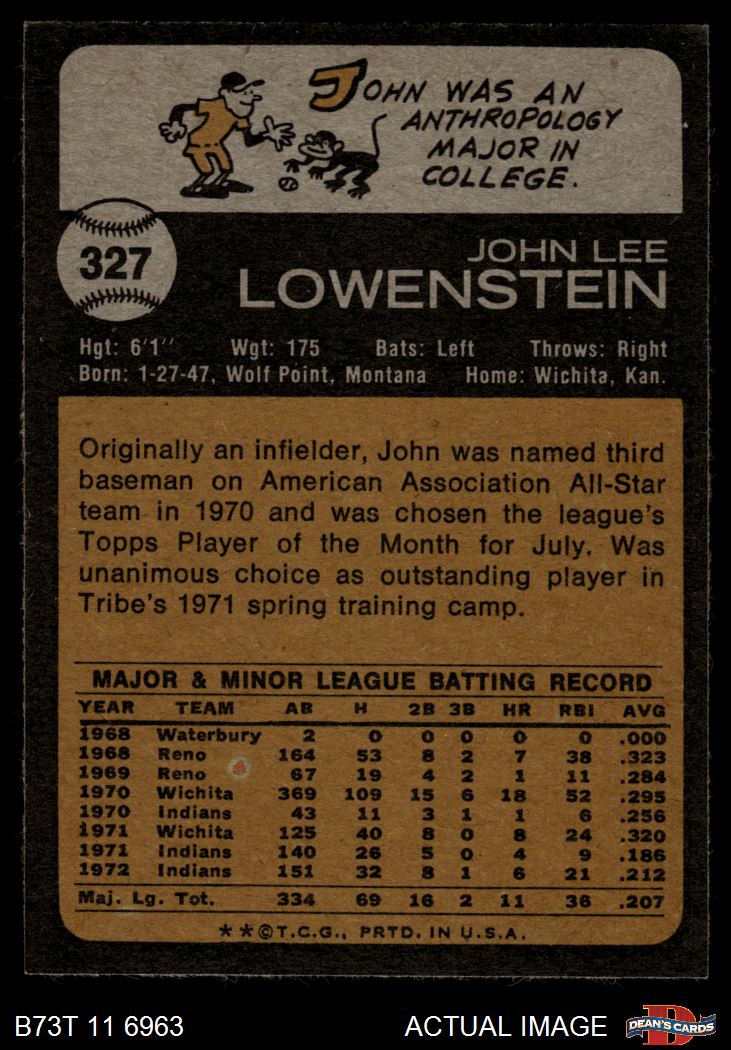 JOHN WAS AN
ANTHROPOLOGY
MAJOR IN
COLLEGE.
327
JOHN LEE
LOWENSTEIN
Hgt: 6'1'' Wgt: 175 Bats: Left Throws: Right
Born: 1-27-47, Wolf Point, Montana Home: Wichita, Kan.
Originally an infielder, John was named third
baseman on American Association All-Star
team in 1970 and was chosen the league's
Topps Player of the Month for July. Was
unanimous choice as outstanding player in
Tribe's 1971 spring training camp.
MAJOR & MINOR LEAGUE BATTING RECORD
YEAR TEAM AB H 2B 3B HR RBI AVG
1968 Waterbury 2 0 0 0 0 0 .000
1968 Reno 164 53 8 2 7 38 .323
1969 Reno 67 19 4 2 1 11 .284
1970 Wichita 369 109 15 6 18 52 .295
1970 Indians 43 11 3 1 1 6 .256
1971 Wichita 125 40 8 0 8 24 .320
1971 Indians 140 26 5 0 4 9 .186
1972 Indians 151 32 8 1 6 21 .212
Maj. Lg. Tot. 334 69 16 2 11 36 .207
**©T.C.G., PRTD. IN U.S.A.
B73T 11 6963 ACTUAL IMAGE
D
DEAN'S CARDS